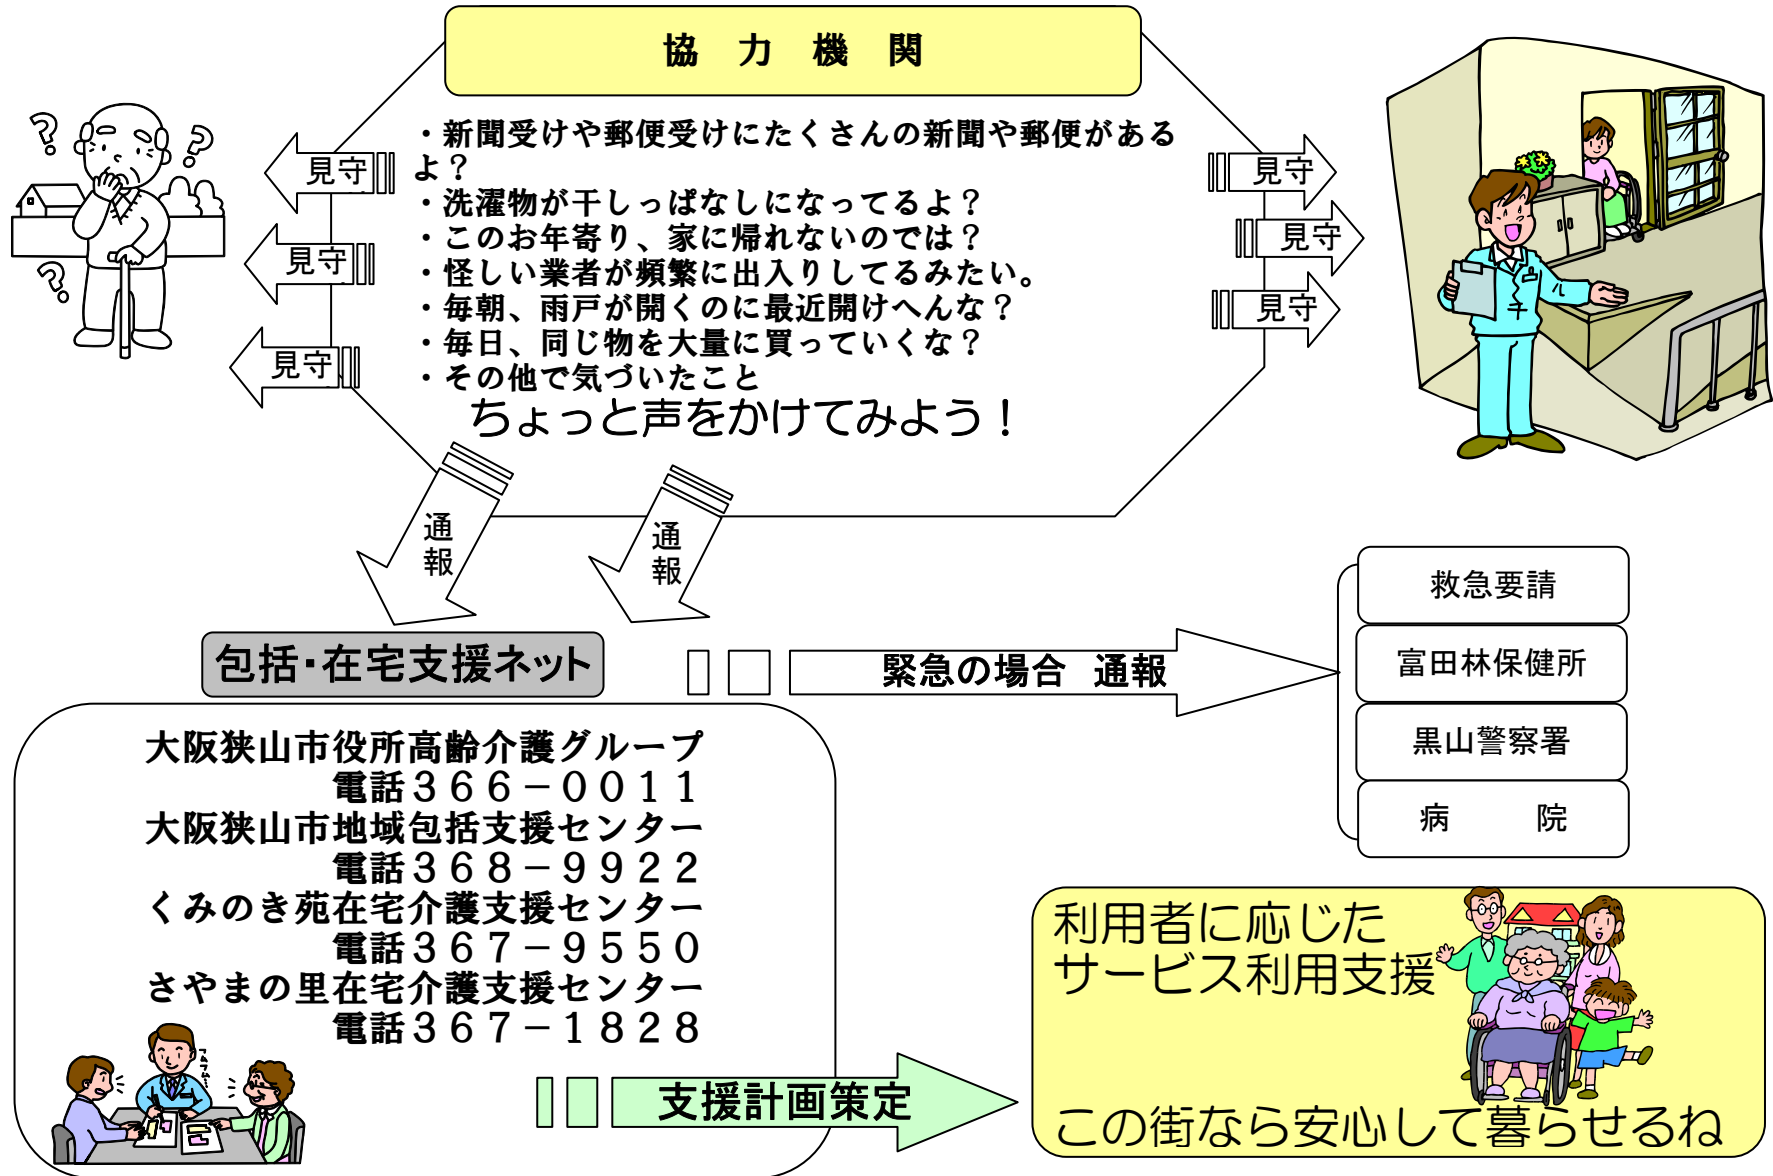 協 力 機 関
・新聞受けや郵便受けにたくさんの新聞や郵便がある
よ？
・洗濯物が干しっぱなしになってるよ？
・このお年寄り、家に帰れないのでは？
・怪しい業者が頻繁に出入りしてるみたい。
・毎朝、雨戸が開くのに最近開けへんな？
・毎日、同じ物を大量に買っていくな？
・その他で気づいたこと
ちょっと声をかけてみよう！
見守
見守
見守
見守
見守
見守
通報
通報
包括・在宅支援ネット
緊急の場合 通報
救急要請
富田林保健所
黒山警察署
病 院
大阪狭山市役所高齢介護グループ
電話３６６－００１１
大阪狭山市地域包括支援センター
電話３６８－９９２２
くみのき苑在宅介護支援センター
電話３６７－９５５０
さやまの里在宅介護支援センター
電話３６７－１８２８
支援計画策定
利用者に応じた
サービス利用支援
この街なら安心して暮らせるね